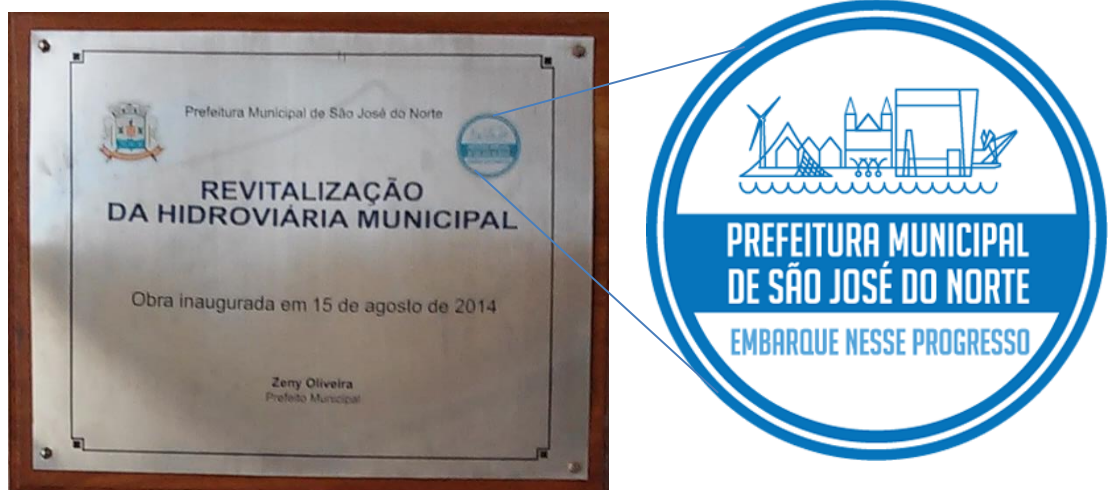 Prefeitura Municipal de São José do Norte
REVITALIZAÇÃO
DA HIDROVIÁRIA MUNICIPAL
Obra inaugurada em 15 de agosto de 2014
Zeny Oliveira
Prefeito Municipal
PREFEITURA MUNICIPAL
DE SÃO JOSÉ DO NORTE
EMBARQUE NESSE PROGRESSO